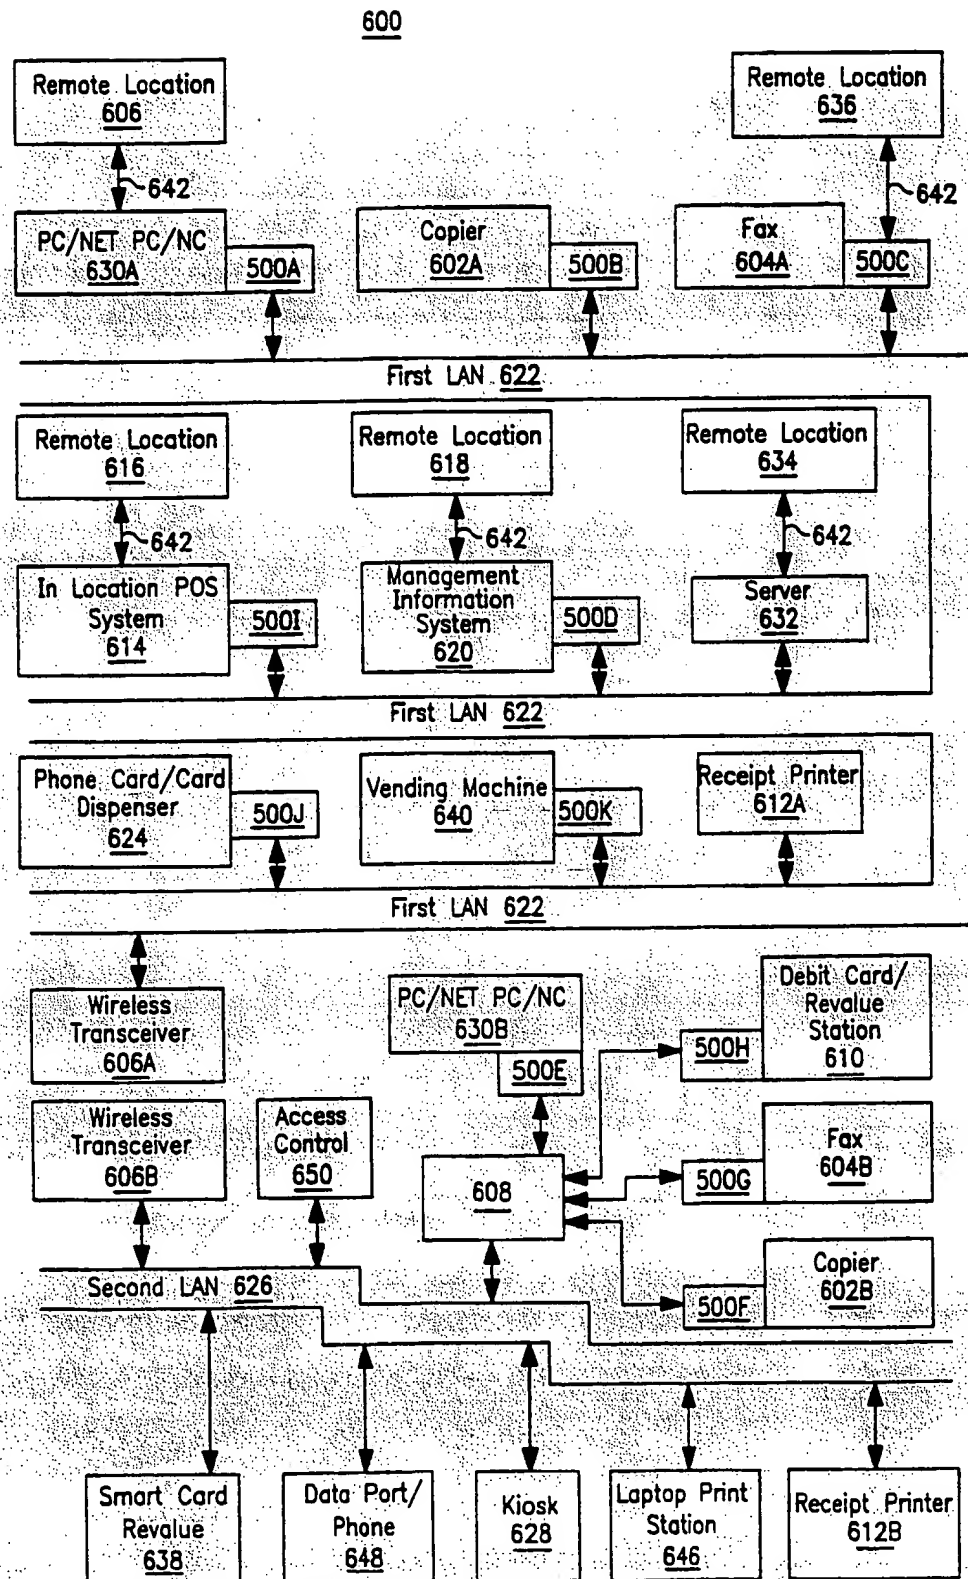 600
Remote Location
606
Remote Location
636
642
642
PC/NET PC/NC
630A
500A
Copier
602A
500B
Fax
604A
500C
First LAN 622
Remote Location
616
Remote Location
618
Remote Location
634
642
642
642
In Location POS
System
614
500I
Management
Information
System
620
500D
Server
632
First LAN 622
Phone Card/Card
Dispenser
624
500J
Vending Machine
640
500K
Receipt Printer
612A
First LAN 622
Wireless
Transceiver
606A
PC/NET PC/NC
630B
500E
Debit Card/
Revalue
Station
610
500H
Wireless
Transceiver
606B
Access
Control
650
608
Fax
604B
500G
Copier
602B
500F
Second LAN 626
Smart Card
Revalue
638
Data Port/
Phone
648
Kiosk
628
Laptop Print
Station
646
Receipt Printer
612B